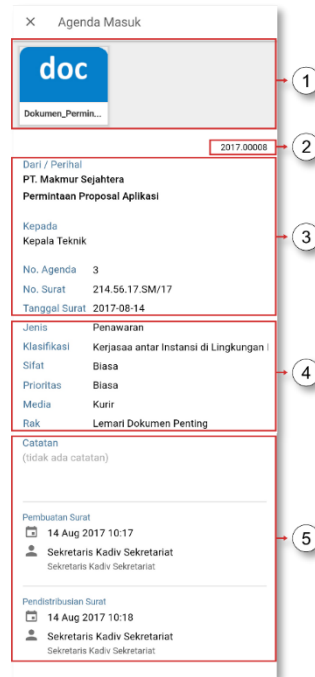 Agenda Masuk
doc
Dokumen_Permin...
1
2017.00008
2
Dari / Perihal
PT. Makmur Sejahtera
Permintaan Proposal Aplikasi
Kepada
Kepala Teknik
3
No. Agenda 3
No. Surat 214.56.17.SM/17
Tanggal Surat 2017-08-14
Jenis Penawaran
Klasifikasi Kerjasaa antar Instansi di Lingkungan
Sifat Biasa
4
Prioritas Biasa
Media Kurir
Rak Lemari Dokumen Penting
Catatan
(tidak ada catatan)
Pembuatan Surat
14 Aug 2017 10:17
5
Sekretaris Kadiv Sekretariat
Sekretaris Kadiv Sekretariat
Pendistribusian Surat
14 Aug 2017 10:18
Sekretaris Kadiv Sekretariat
Sekretaris Kadiv Sekretariat